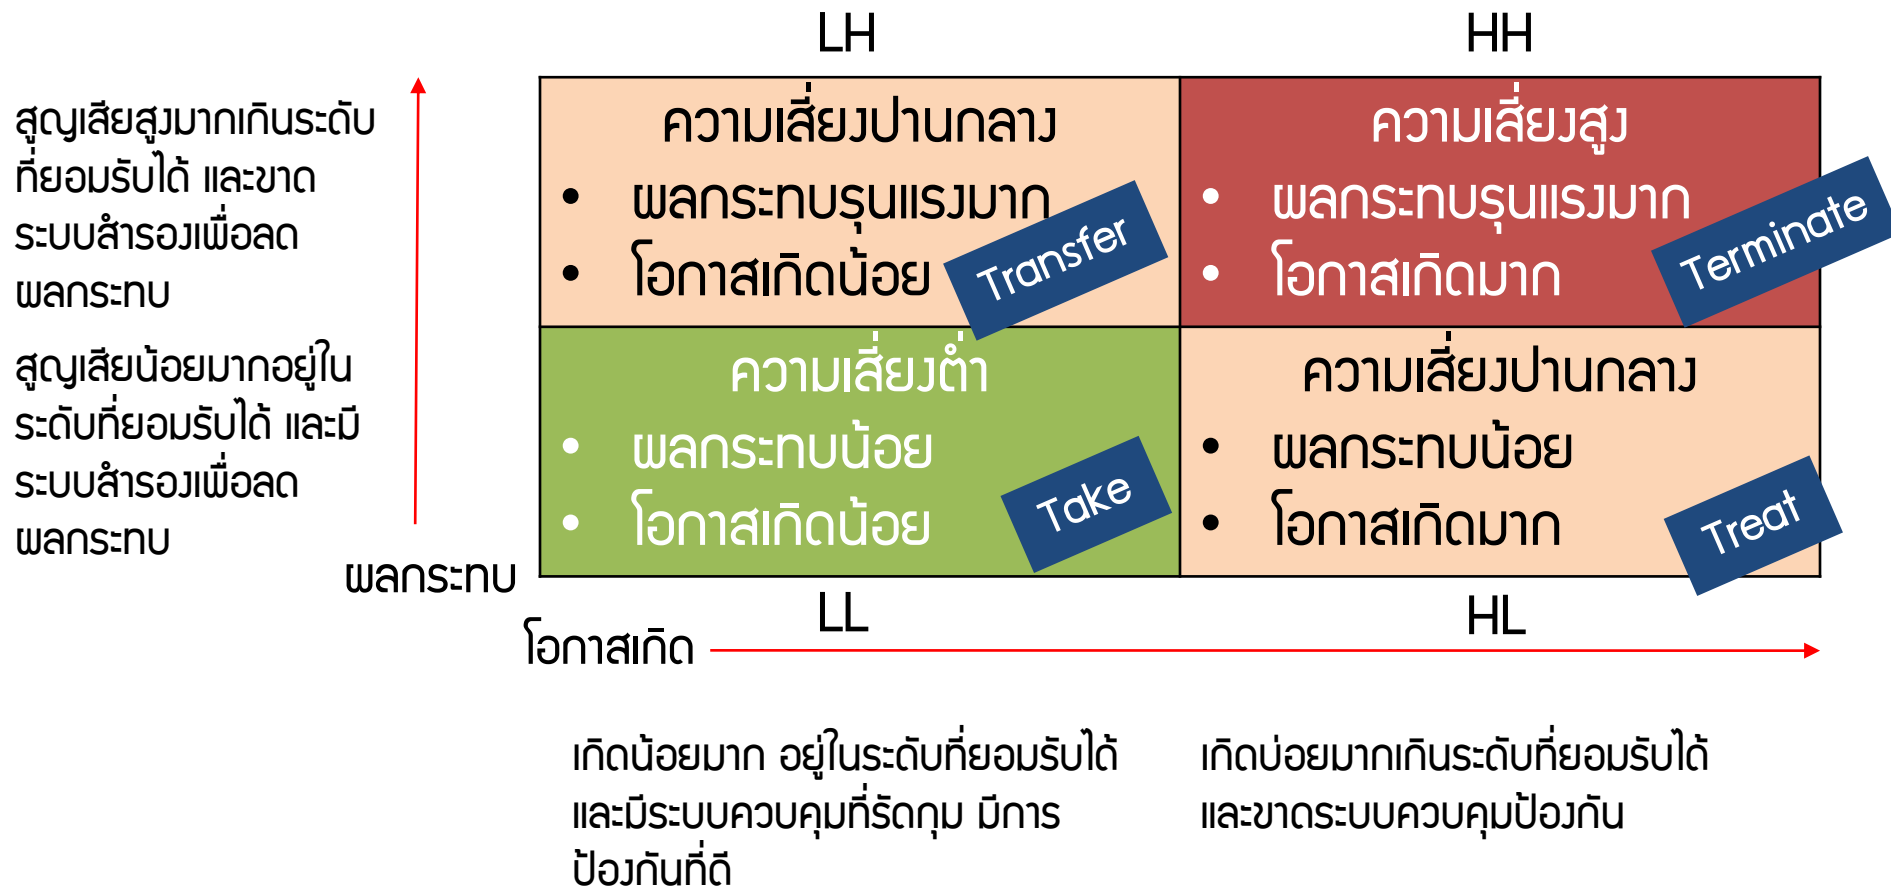 LH
HH
สูญเสียสูงมากเกินระดับ
ที่ยอมรับได้ และขาด
ระบบสำรองเพื่อลด
ผลกระทบ
ความเสี่ยงปานกลาง
• ผลกระทบรุนแรงมาก
• โอกาสเกิดน้อย
Transfer
ความเสี่ยงสูง
• ผลกระทบรุนแรงมาก
• โอกาสเกิดมาก
Terminate
สูญเสียน้อยมากอยู่ใน
ระดับที่ยอมรับได้ และมี
ระบบสำรองเพื่อลด
ผลกระทบ
ความเสี่ยงต่ำ
• ผลกระทบน้อย
• โอกาสเกิดน้อย
Take
ความเสี่ยงปานกลาง
• ผลกระทบน้อย
• โอกาสเกิดมาก
Treat
ผลกระทบ
LL
HL
โอกาสเกิด
เกิดน้อยมาก อยู่ในระดับที่ยอมรับได้
และมีระบบควบคุมที่รัดกุม มีการ
ป้องกันที่ดี
เกิดบ่อยมากเกินระดับที่ยอมรับได้
และขาดระบบควบคุมป้องกัน